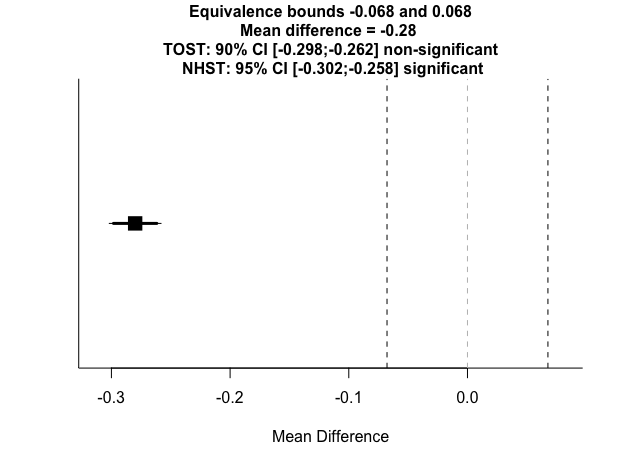 Equivalence bounds -0.068 and 0.068
Mean difference = -0.28
TOST: 90% CI [-0.298;-0.262] non-significant
NHST: 95% CI [-0.302;-0.258] significant
-0.3 -0.2 -0.1 0.0
Mean Difference